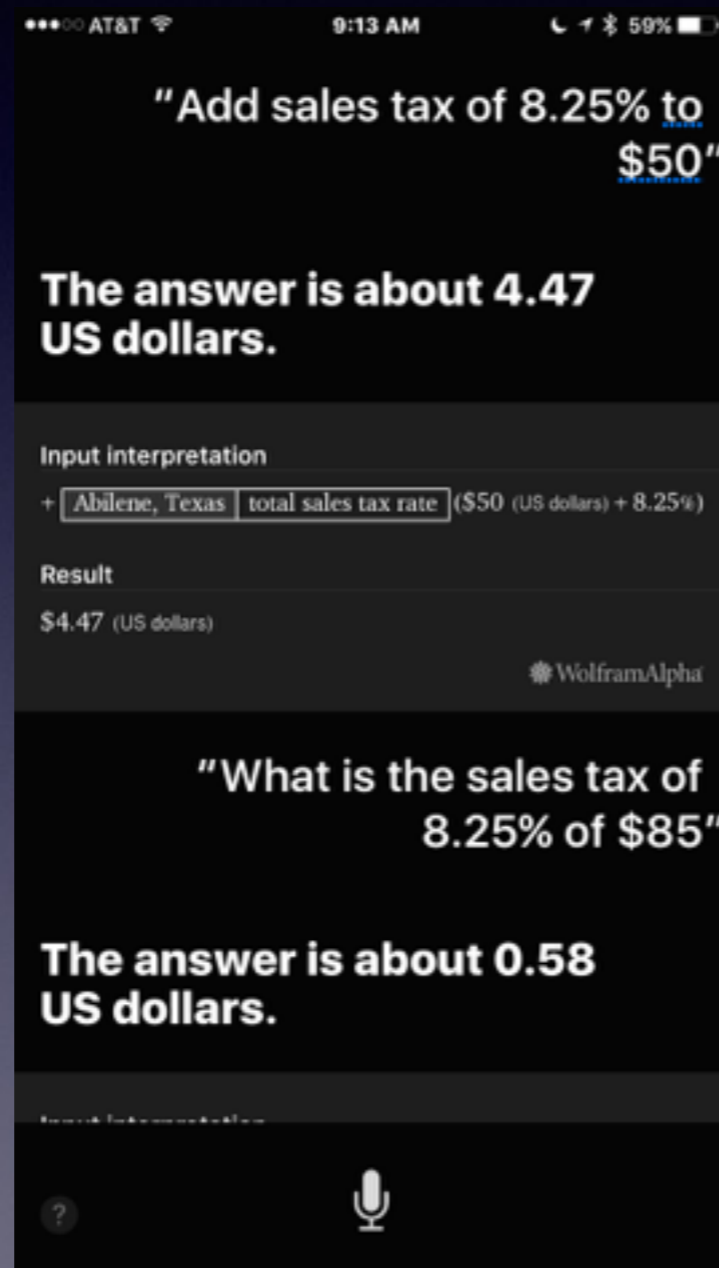 AT&T 9:13 AM 59%
"Add sales tax of 8.25% to
$50"
The answer is about 4.47
US dollars.
Input interpretation
+ Abilene, Texas total sales tax rate ($50 (US dollars) + 8.25%)
Result
$4.47 (US dollars)
WolframAlpha
"What is the sales tax of
8.25% of $85"
The answer is about 0.58
US dollars.
Input interpretation
?